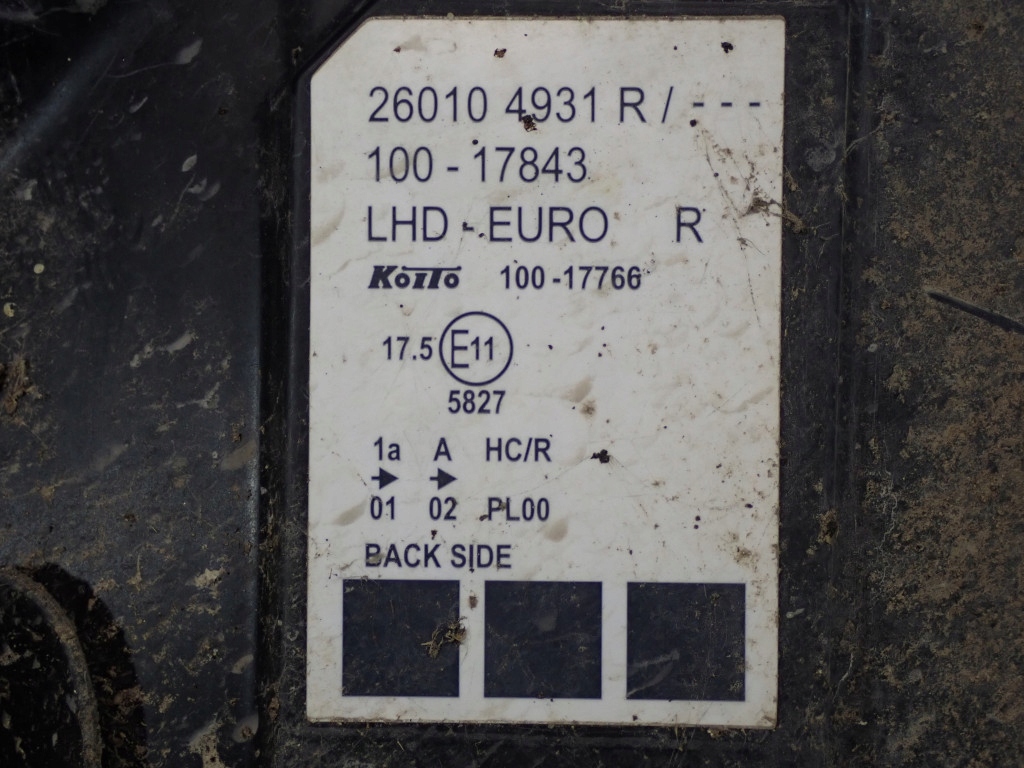 26010 4931 R / - - -
100 - 17843
LHD - EURO R
KOITO 100 -17766
17.5 E11
5827
1a A HC/R
01 02 PL00
BACK SIDE